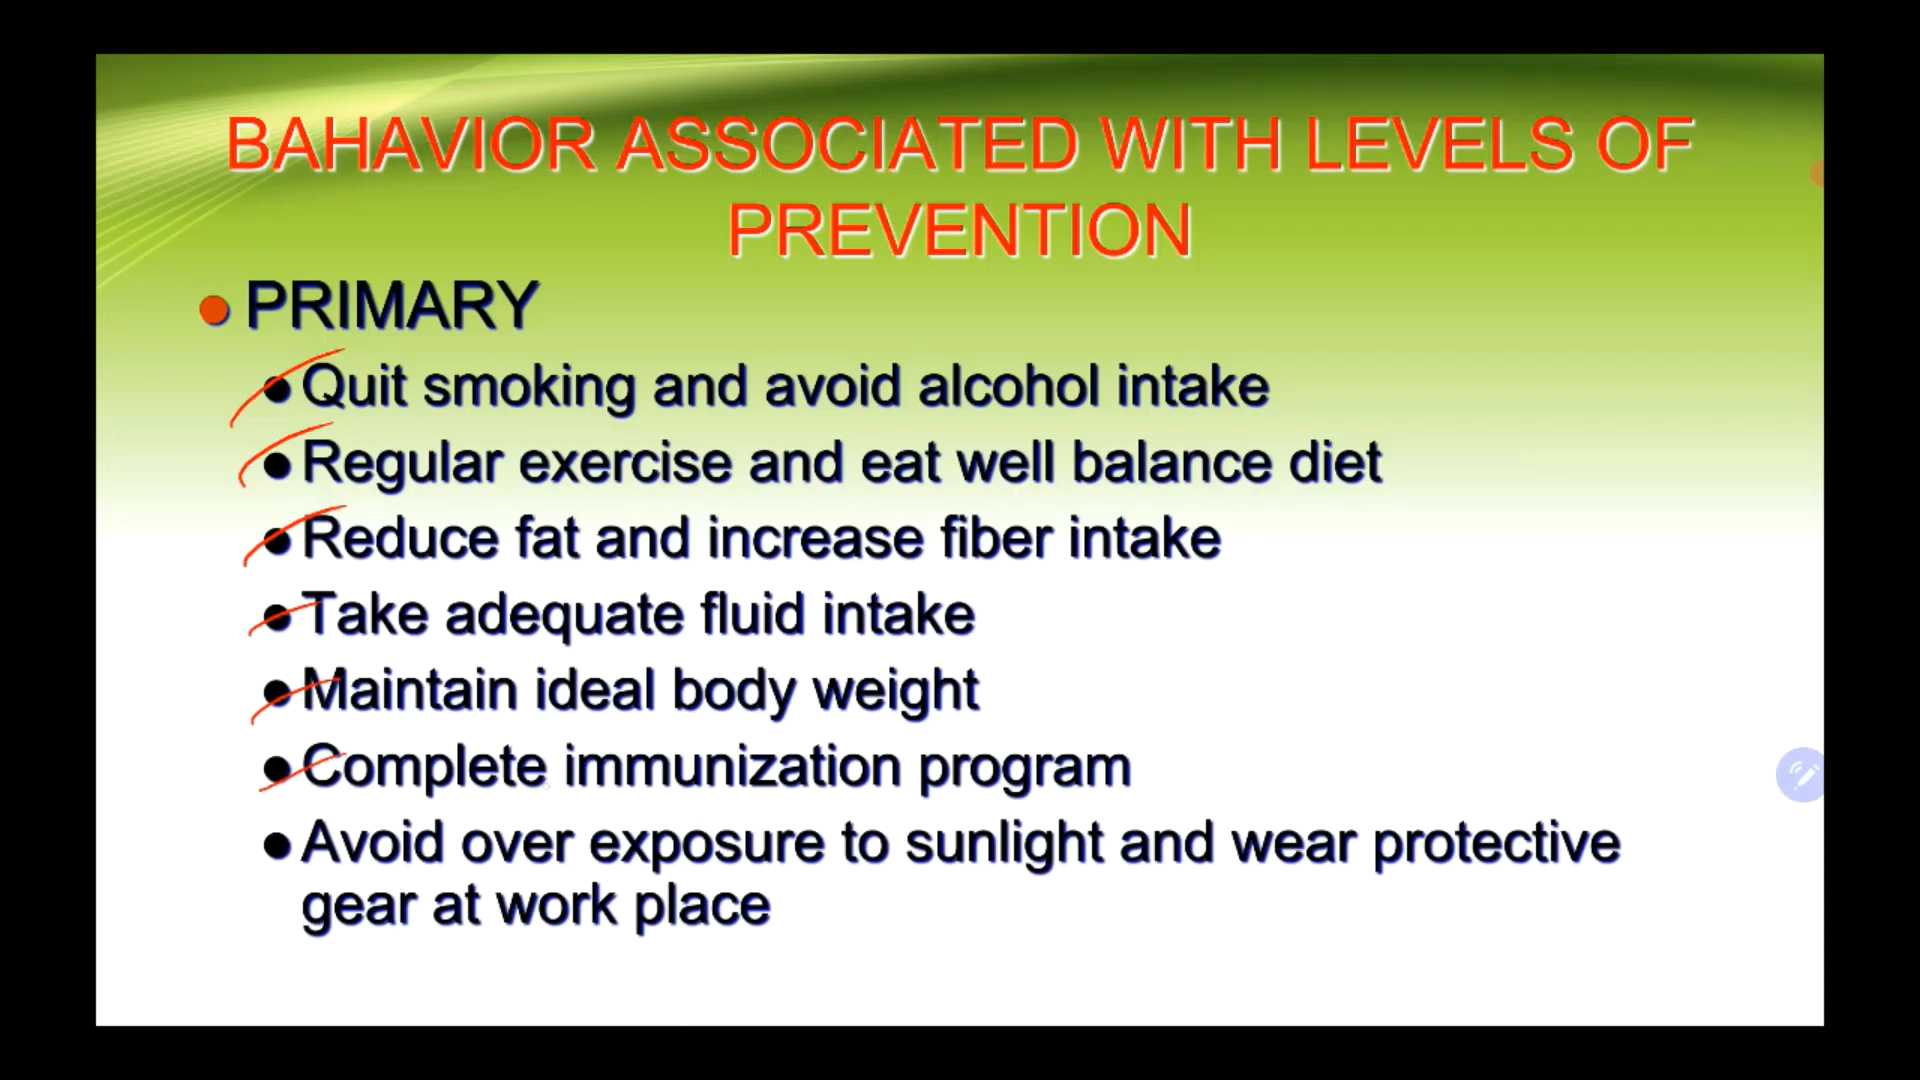 BAHAVIOR ASSOCIATED WITH LEVELS OF
PREVENTION
PRIMARY
Quit smoking and avoid alcohol intake
Regular exercise and eat well balance diet
Reduce fat and increase fiber intake
Take adequate fluid intake
Maintain ideal body weight
Complete immunization program
Avoid over exposure to sunlight and wear protective
gear at work place